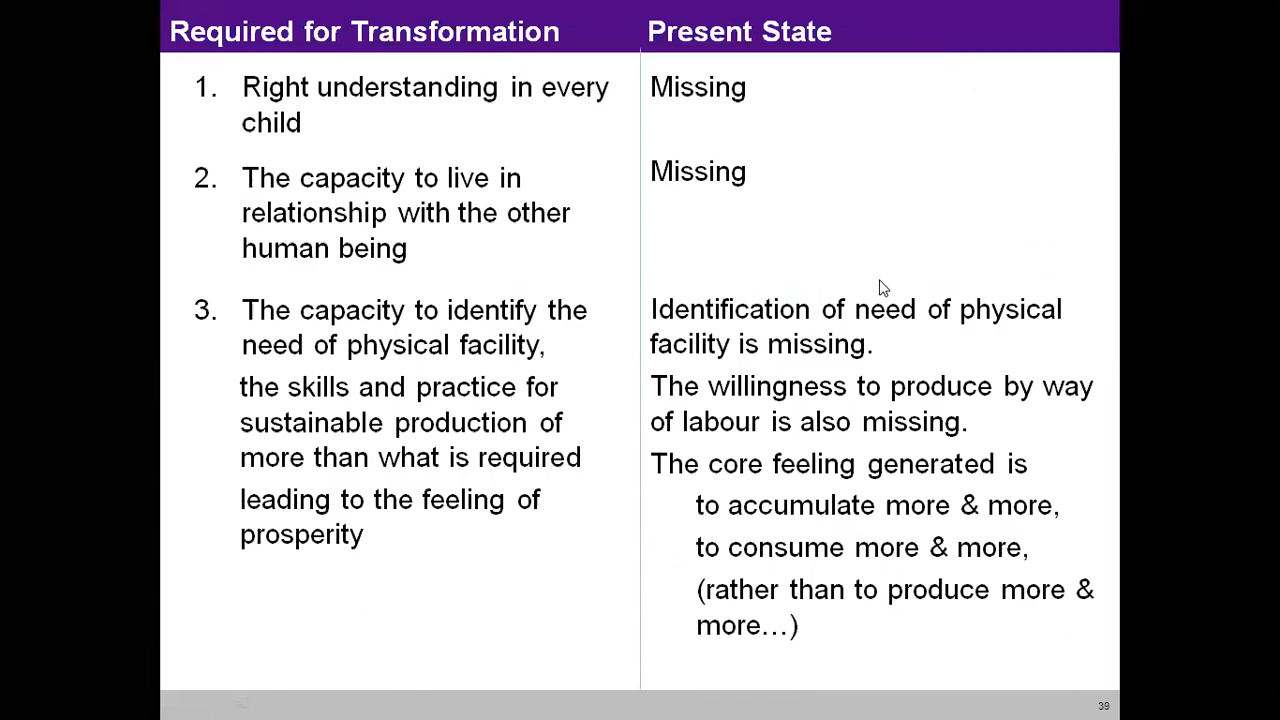 Required for Transformation
Present State
1. Right understanding in every
child
Missing
2. The capacity to live in
relationship with the other
human being
Missing
3. The capacity to identify the
need of physical facility,
the skills and practice for
sustainable production of
more than what is required
leading to the feeling of
prosperity
Identification of need of physical
facility is missing.
The willingness to produce by way
of labour is also missing.
The core feeling generated is
to accumulate more & more,
to consume more & more,
(rather than to produce more &
more…)
39